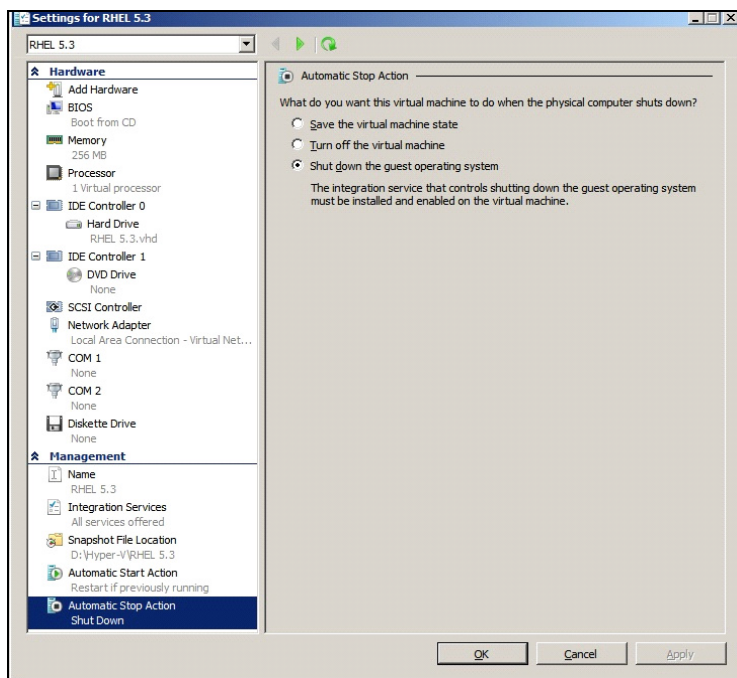 Settings for RHEL 5.3
RHEL 5.3
Hardware
Add Hardware
BIOS
Boot from CD
Memory
256 MB
Processor
1 Virtual processor
IDE Controller 0
Hard Drive
RHEL 5.3.vhd
IDE Controller 1
DVD Drive
None
SCSI Controller
Network Adapter
Local Area Connection - Virtual Net...
COM 1
None
COM 2
None
Diskette Drive
None
Management
Name
RHEL 5.3
Integration Services
All services offered
Snapshot File Location
D:\Hyper-V\RHEL 5.3
Automatic Start Action
Restart if previously running
Automatic Stop Action
Shut Down
Automatic Stop Action
What do you want this virtual machine to do when the physical computer shuts down?
Save the virtual machine state
Turn off the virtual machine
Shut down the guest operating system
The integration service that controls shutting down the guest operating system
must be installed and enabled on the virtual machine.
OK
Cancel
Apply